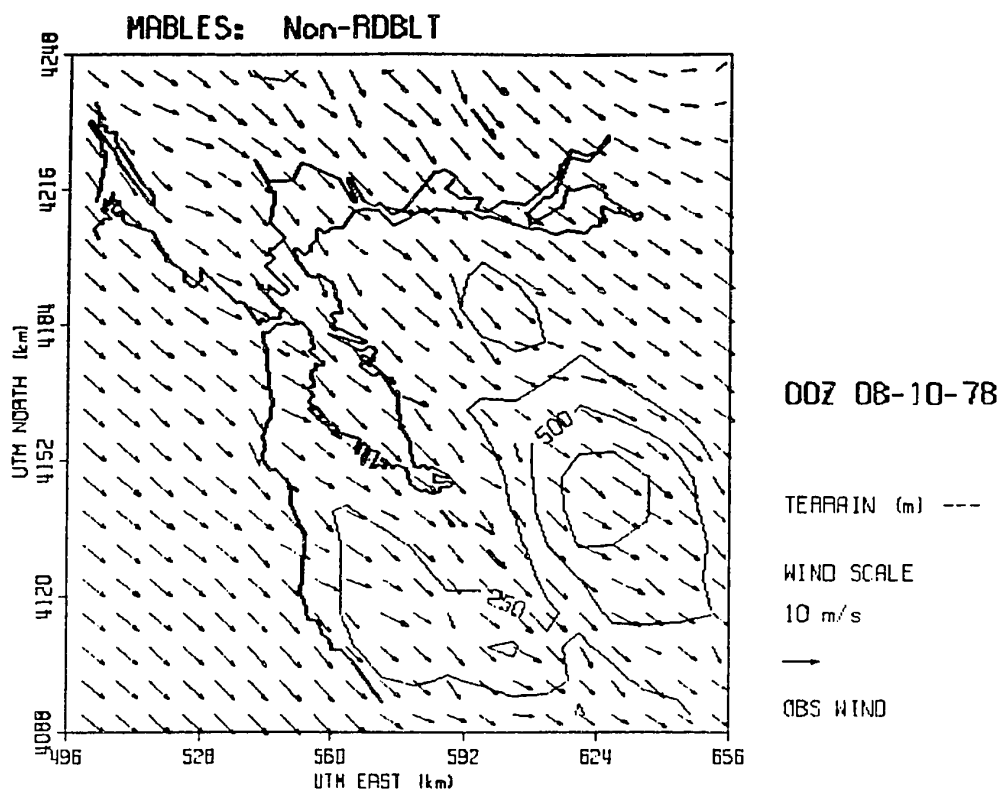 MABLES: Non-RDBLT
4248
4216
4184
4152
4120
4088
UTM NORTH (km)
500
250
496
528
560
592
624
656
UTM EAST (km)
00Z 08-10-78
TERRAIN (m) ---
WIND SCALE
10 m/s
OBS WIND